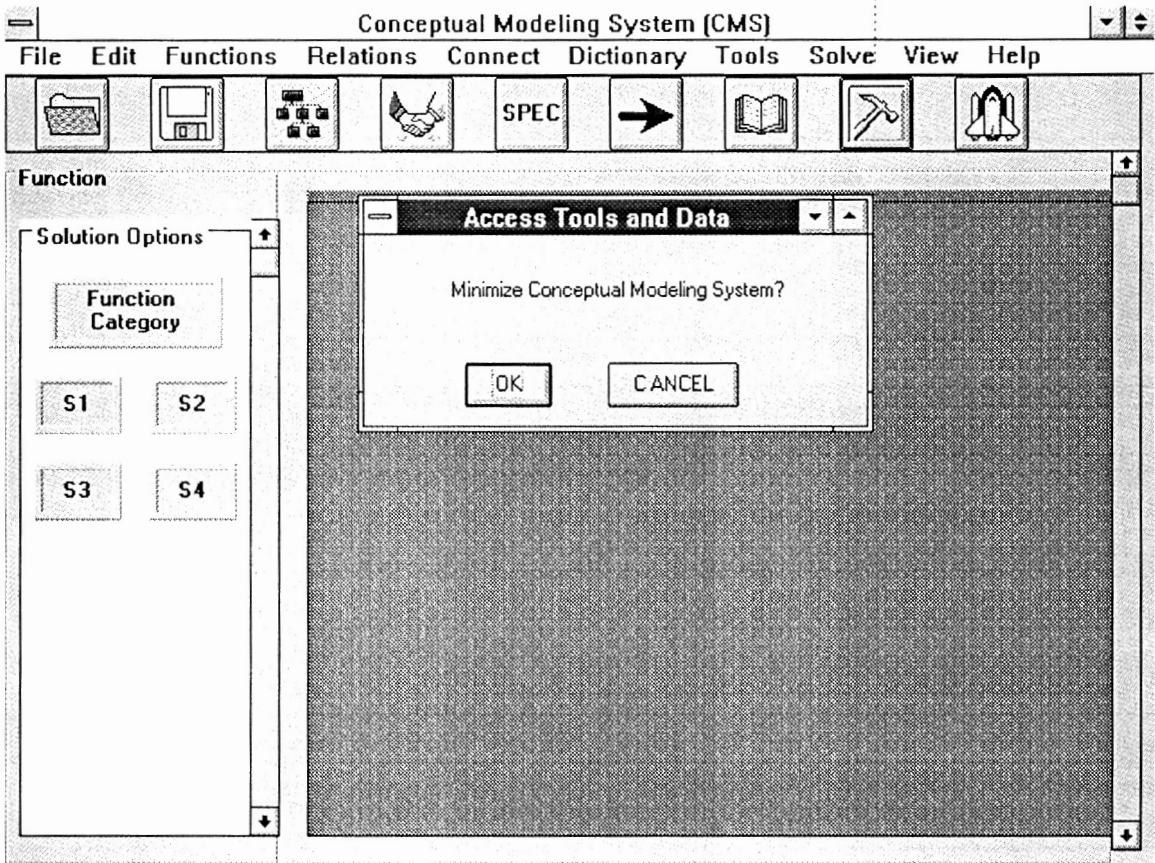 Conceptual Modeling System (CMS)
File Edit Functions Relations Connect Dictionary Tools Solve View Help
SPEC
Function
Solution Options
Function
Category
S1 S2
S3 S4
Access Tools and Data
Minimize Conceptual Modeling System?
OK CANCEL